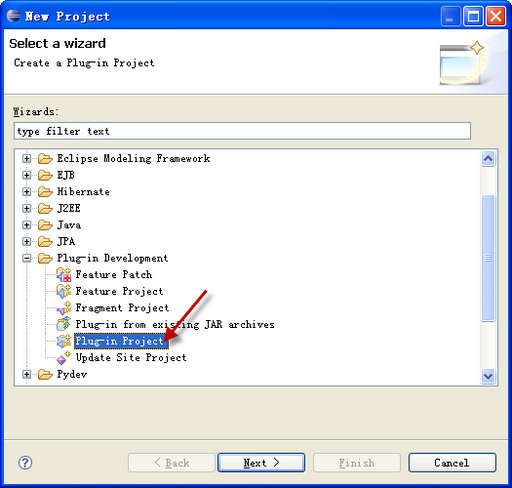 New Project
Select a wizard
Create a Plug-in Project
Wizards:
type filter text
Eclipse Modeling Framework
EJB
Hibernate
J2EE
Java
JPA
Plug-in Development
Feature Patch
Feature Project
Fragment Project
Plug-in from existing JAR archives
Plug-in Project
Update Site Project
Pydev
? < Back Next > Finish Cancel